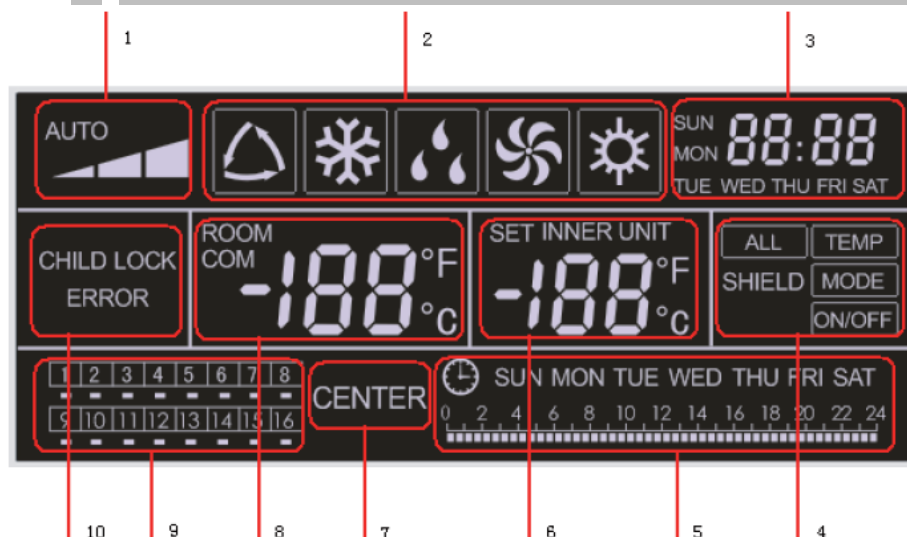 1 2 3
AUTO
SUN 88:88
MON
TUE WED THU FRI SAT
CHILD LOCK
ERROR
ROOM
COM
-188 °F
°C
SET INNER UNIT
-188 °F
°C
ALL TEMP
SHIELD MODE
ON/OFF
1 2 3 4 5 6 7 8
9 10 11 12 13 14 15 16
CENTER
SUN MON TUE WED THU FRI SAT
0 2 4 6 8 10 12 14 16 18 20 22 24
10 9 8 7 6 5 4